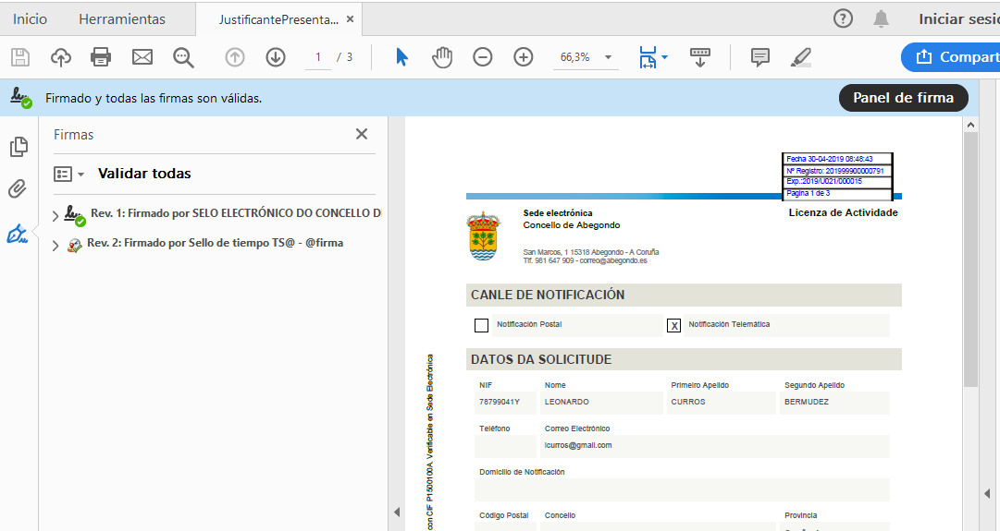 Inicio
Herramientas
JustificantePresenta...
Iniciar sesió
1 / 3
66,3%
Compart
Firmado y todas las firmas son válidas.
Panel de firma
Firmas
Validar todas
Rev. 1: Firmado por SELO ELECTRÓNICO DO CONCELLO D
Rev. 2: Firmado por Sello de tiempo TS@ - @firma
Fecha 30-04-2019 08:48:43
Nº Registro: 201999900000791
Exp.:2019/U021/000015
Pagina 1 de 3
Licenza de Actividade
Sede electrónica
Concello de Abegondo
San Marcos, 1 15318 Abegondo - A Coruña
Tlf. 981 647 909 - correo@abegondo.es
CANLE DE NOTIFICACIÓN
Notificación Postal
X Notificación Telemática
DATOS DA SOLICITUDE
NIF Nome Primeiro Apelido Segundo Apelido
78799041Y LEONARDO CURROS BERMUDEZ
Teléfono Correo Electrónico
lcurros@gmail.com
Domicilio de Notificación
Código Postal Concello Provincia
con CIF P1500100A. Verificable en Sede Electrónica